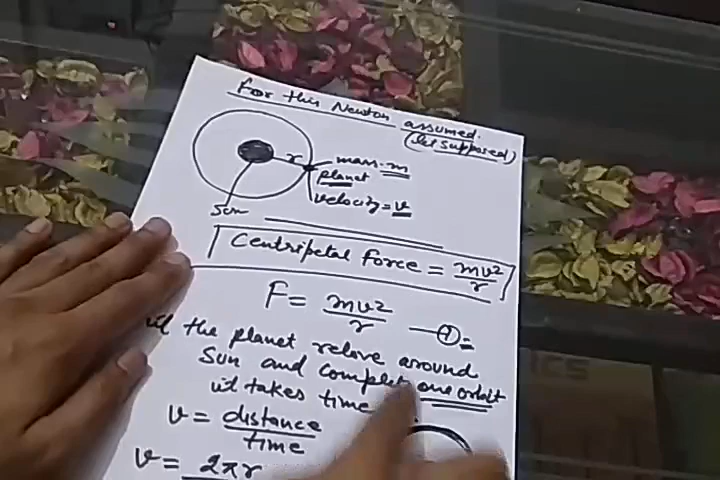 For this Newton assumed.
(let supposed)
r
mass = m
planet
velocity = v
Sun
Centripetal force = mv²/r
F = mv²/r — ①
the planet relove around
Sun and complete one orbit
it takes time
v = distance/time
v = 2πr